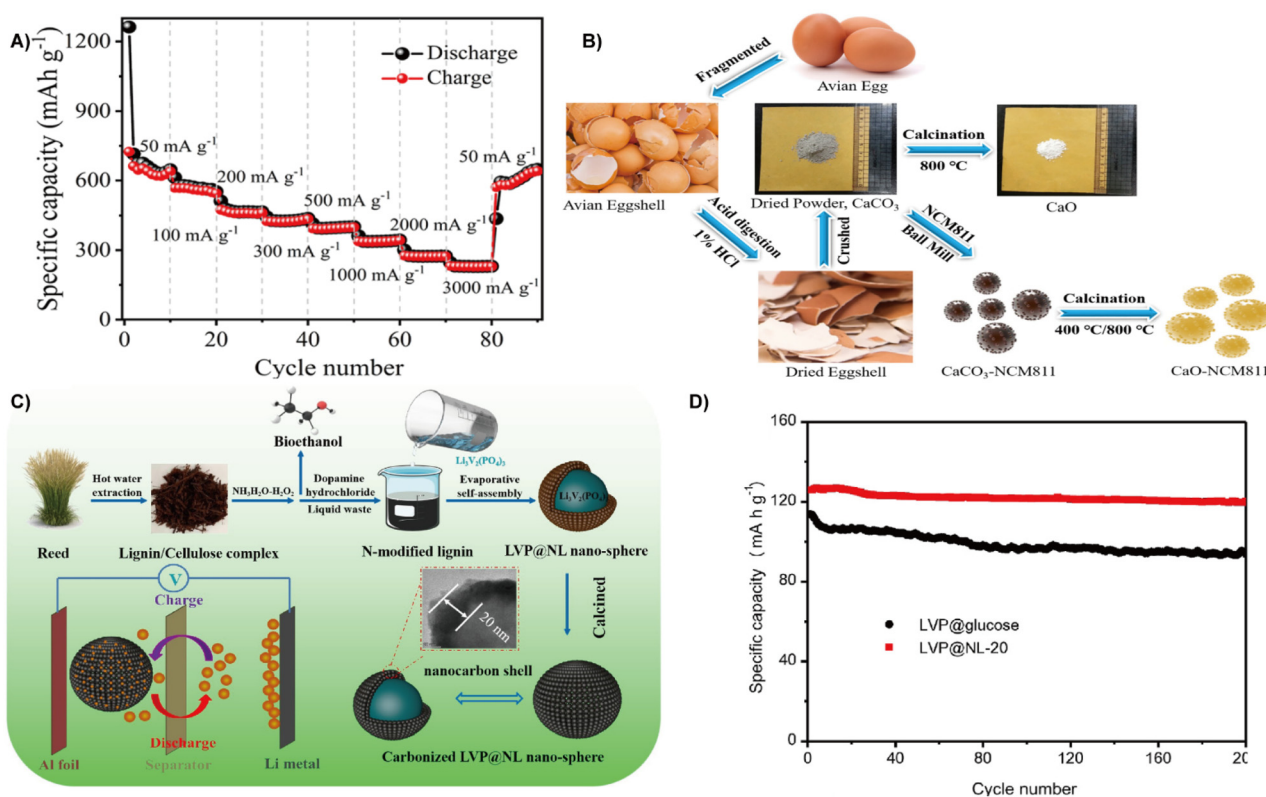 A)
Specific capacity (mAh g-1)
1200
900
600
300
0
Discharge
Charge
50 mA g-1
50 mA g-1
200 mA g-1
500 mA g-1
2000 mA g-1
100 mA g-1
300 mA g-1
1000 mA g-1
3000 mA g-1
0 20 40 60 80
Cycle number
B)
Avian Egg
Fragmented
Avian Eggshell
Dried Powder, CaCO3
Calcination
800 °C
CaO
Acid digestion
1% HCl
Crushed
NCM811
Ball Mill
Dried Eggshell
CaCO3-NCM811
Calcination
400 °C/800 °C
CaO-NCM811
C)
Bioethanol
Li3V2(PO4)3
Hot water
extraction
NH3H2O-H2O2
Dopamine
hydrochloride
Liquid waste
Evaporative
self-assembly
Li3V2(PO4)
Reed
Lignin/Cellulose complex
N-modified lignin
LVP@NL nano-sphere
V
Charge
20 nm
Calcined
nanocarbon shell
Discharge
Al foil
Separator
Li metal
Carbonized LVP@NL nano-sphere
D)
Specific capacity ( mA h g-1)
160
120
80
40
0
LVP@glucose
LVP@NL-20
0 40 80 120 160 20
Cycle number